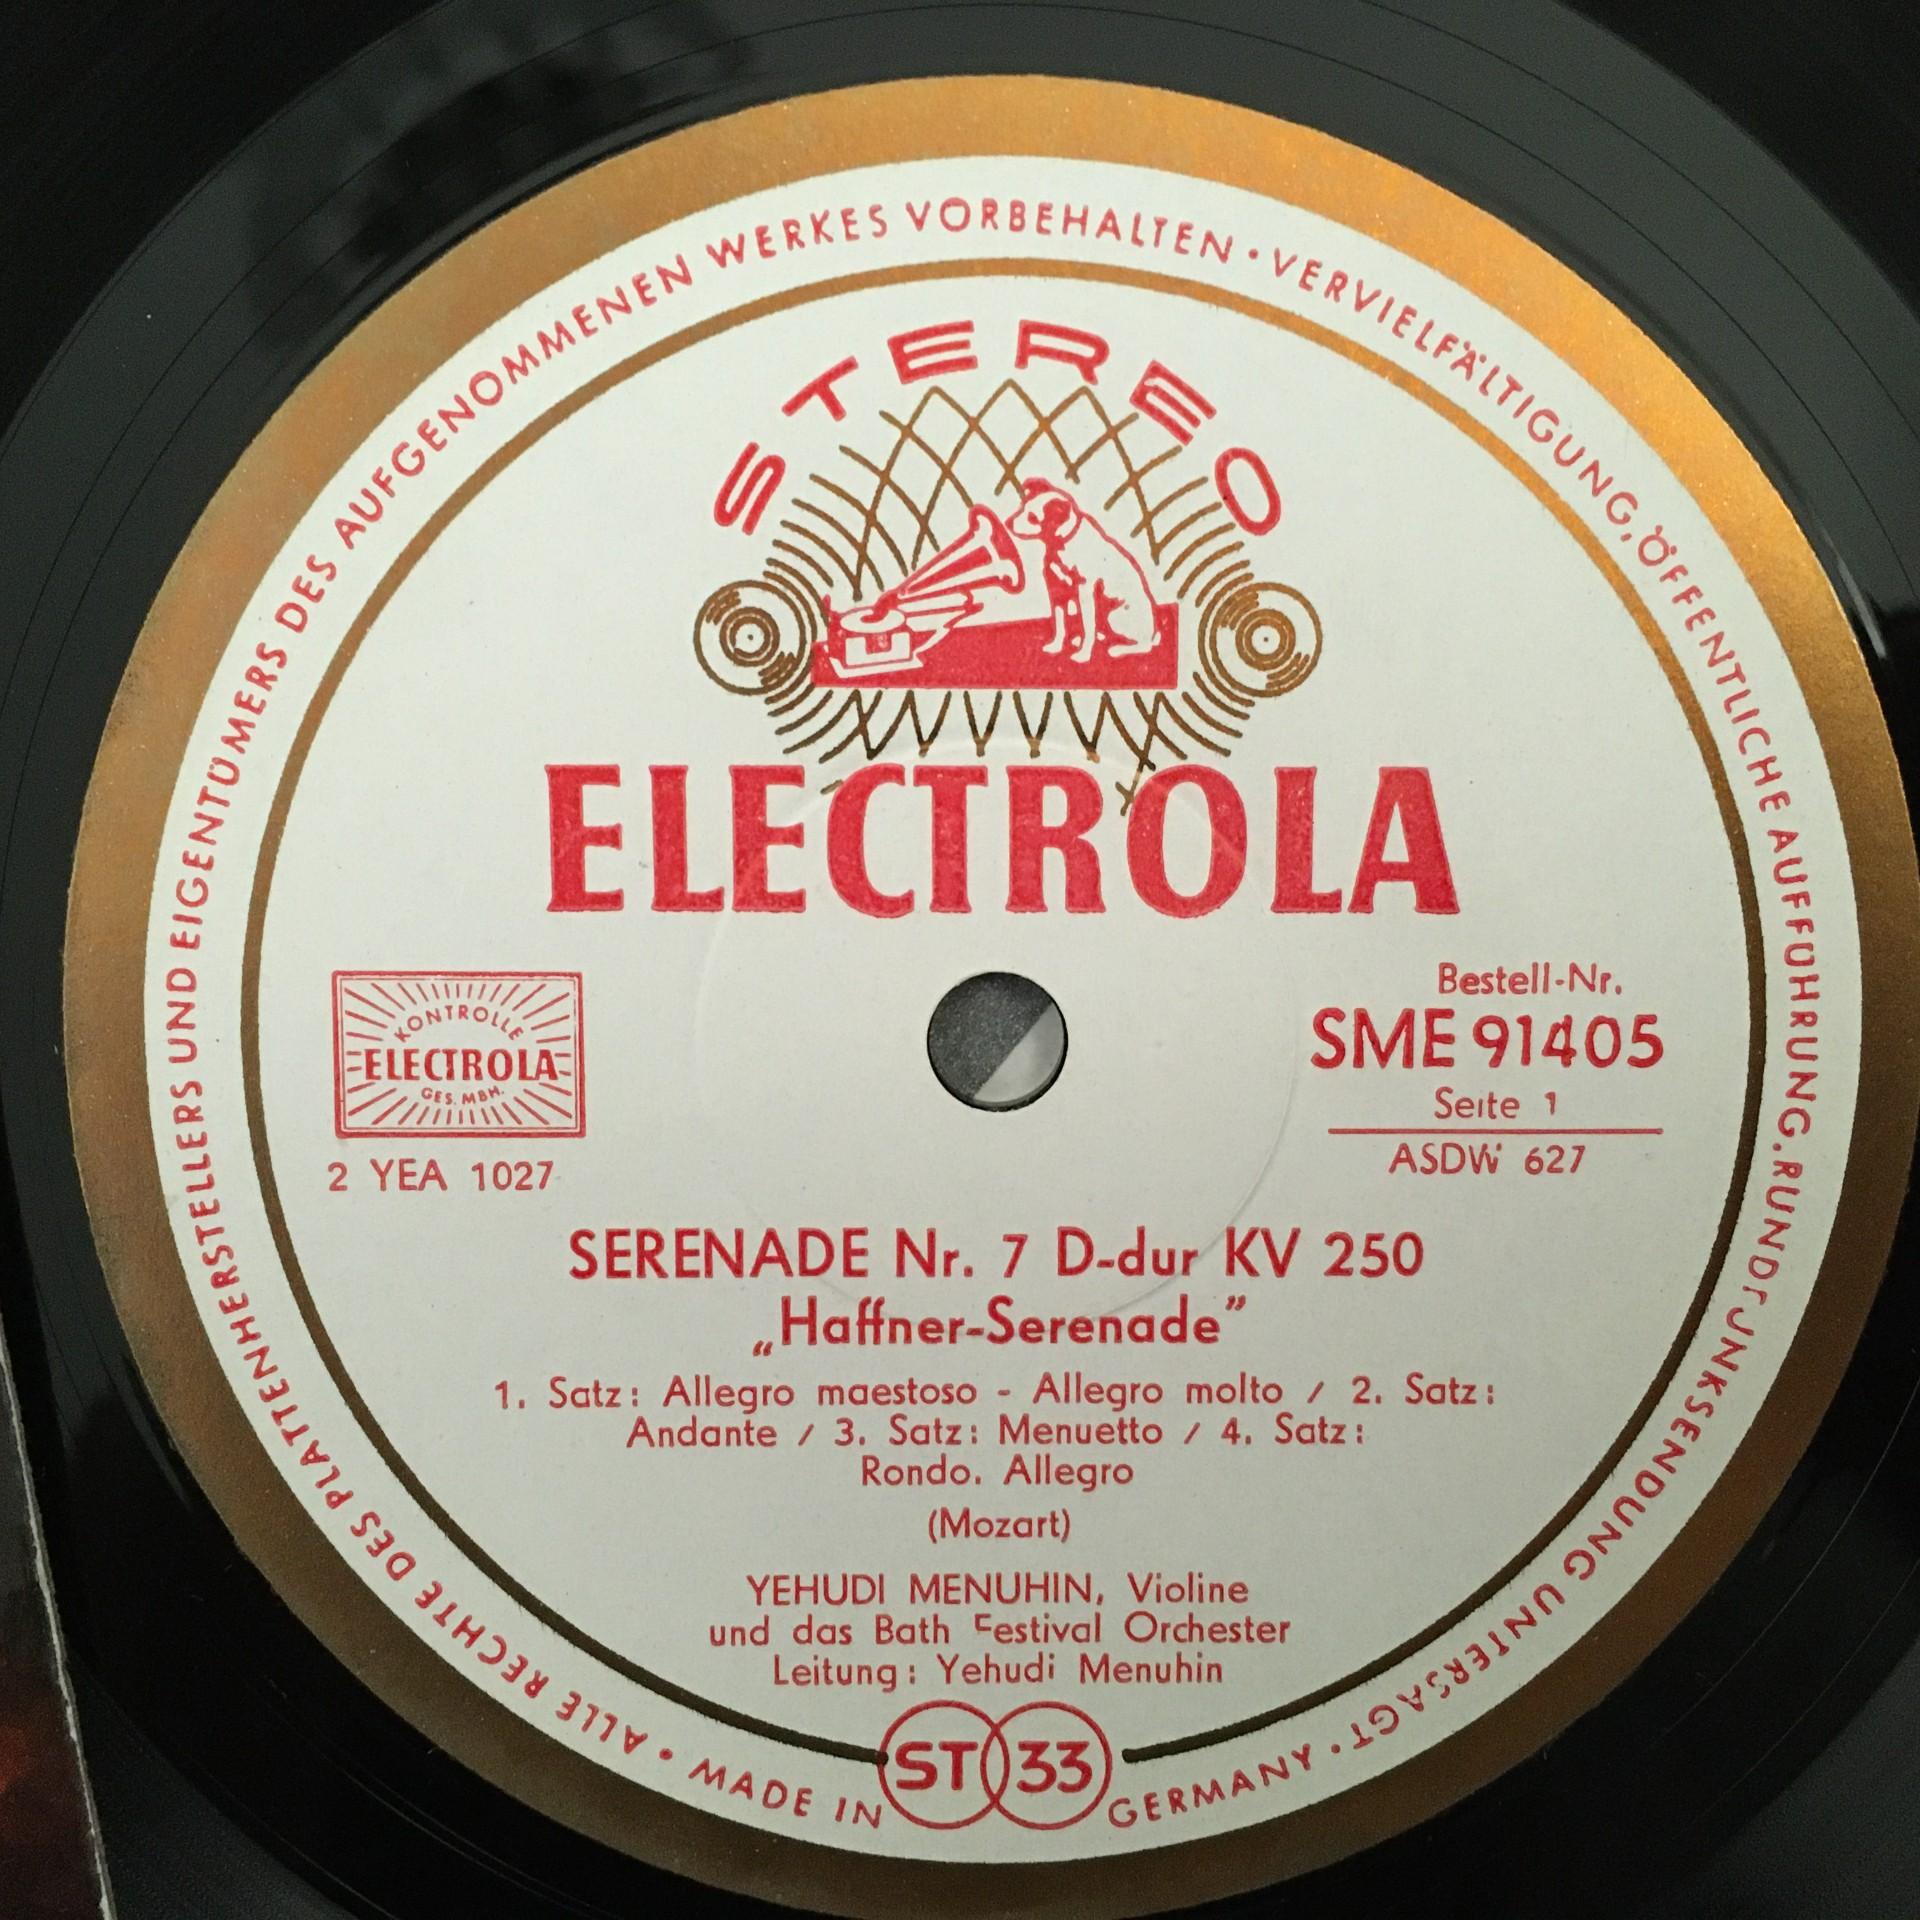 ALLE RECHTE DES PLATTENHERSTELLERS UND EIGENTÜMERS DES AUFGENOMMENEN WERKES VORBEHALTEN · VERVIELFÄLTIGUNG, ÖFFENTLICHE AUFFÜHRUNG, RUNDFUNKSENDUNG UNTERSAGT ·
STEREO
ELECTROLA
KONTROLLE
ELECTROLA
GES. MBH.
2 YEA 1027
Bestell-Nr.
SME 91405
Seite 1
ASDW 627
SERENADE Nr. 7 D-dur KV 250
„Haffner-Serenade”
1. Satz: Allegro maestoso - Allegro molto / 2. Satz:
Andante / 3. Satz: Menuetto / 4. Satz:
Rondo. Allegro
(Mozart)
YEHUDI MENUHIN, Violine
und das Bath Festival Orchester
Leitung: Yehudi Menuhin
ST 33
· MADE IN GERMANY ·